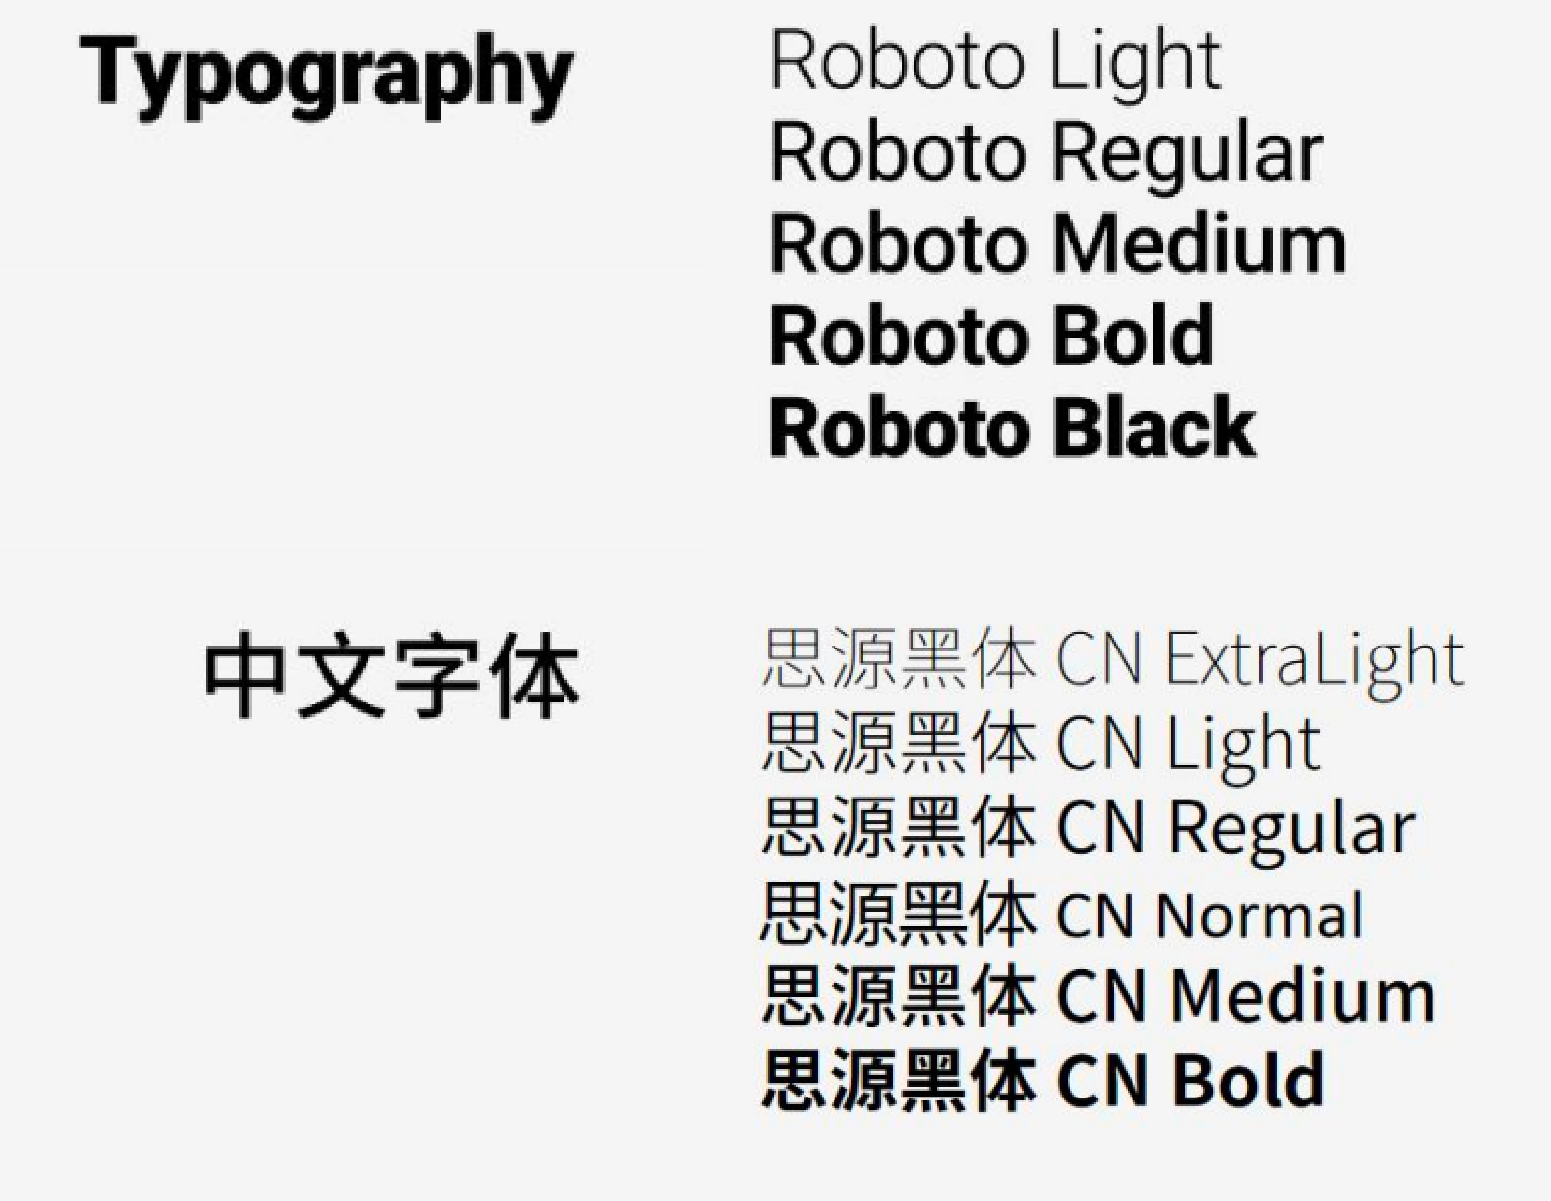 Typography
Roboto Light
Roboto Regular
Roboto Medium
Roboto Bold
Roboto Black
中文字体
思源黑体 CN ExtraLight
思源黑体 CN Light
思源黑体 CN Regular
思源黑体 CN Normal
思源黑体 CN Medium
思源黑体 CN Bold